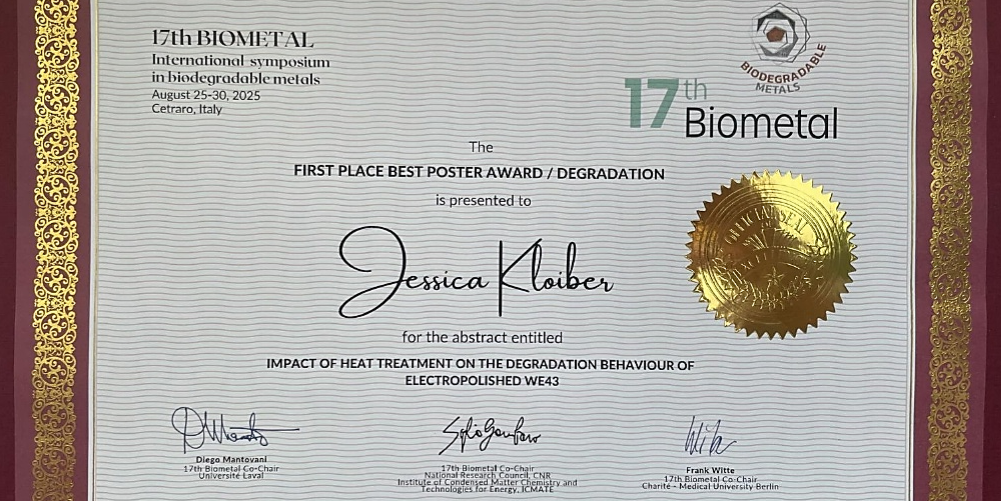 17th BIOMETAL
International symposium
in biodegradable metals
August 25-30, 2025
Cetraro, Italy
BIODEGRADABLE
METALS
17th
Biometal
The
FIRST PLACE BEST POSTER AWARD / DEGRADATION
is presented to
Jessica Kloiber
OFFICIAL SEAL
for the abstract entitled
IMPACT OF HEAT TREATMENT ON THE DEGRADATION BEHAVIOUR OF
ELECTROPOLISHED WE43
Diego Mantovani
17th Biometal Co-Chair
Université Laval
17th Biometal Co-Chair
National Research Council, CNR
Institute of Condensed Matter Chemistry and
Technologies for Energy, ICMATE
Frank Witte
17th Biometal Co-Chair
Charité - Medical University Berlin